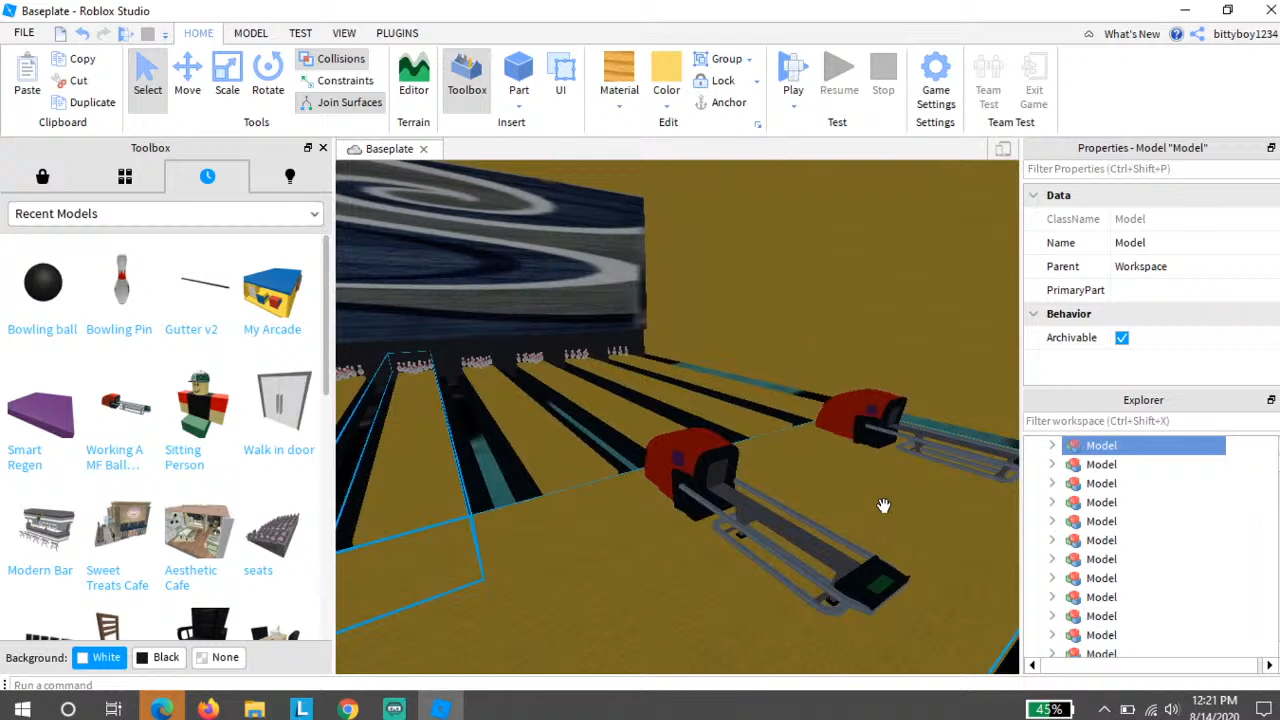 Baseplate - Roblox Studio
FILE HOME MODEL TEST VIEW PLUGINS What's New bittyboy1234
Paste Copy Cut Duplicate Clipboard
Select Move Scale Rotate Collisions Constraints Join Surfaces Tools
Editor Terrain
Toolbox Part UI Insert
Material Color Group Lock Anchor Edit
Play Resume Stop Test
Game Settings Settings
Team Test Exit Game Team Test
Toolbox
Baseplate
Properties - Model "Model"
Recent Models
Filter Properties (Ctrl+Shift+P)
Data
ClassName Model
Name Model
Parent Workspace
PrimaryPart
Behavior
Archivable
Bowling ball Bowling Pin Gutter v2 My Arcade
Smart Regen
Working A MF Ball...
Sitting Person
Walk in door
Modern Bar
Sweet Treats Cafe
Aesthetic Cafe
seats
Explorer
Filter workspace (Ctrl+Shift+X)
Model
Model
Model
Model
Model
Model
Model
Model
Model
Model
Model
Model
Background: White Black None
Run a command
L
45%
12:21 PM
8/14/2020